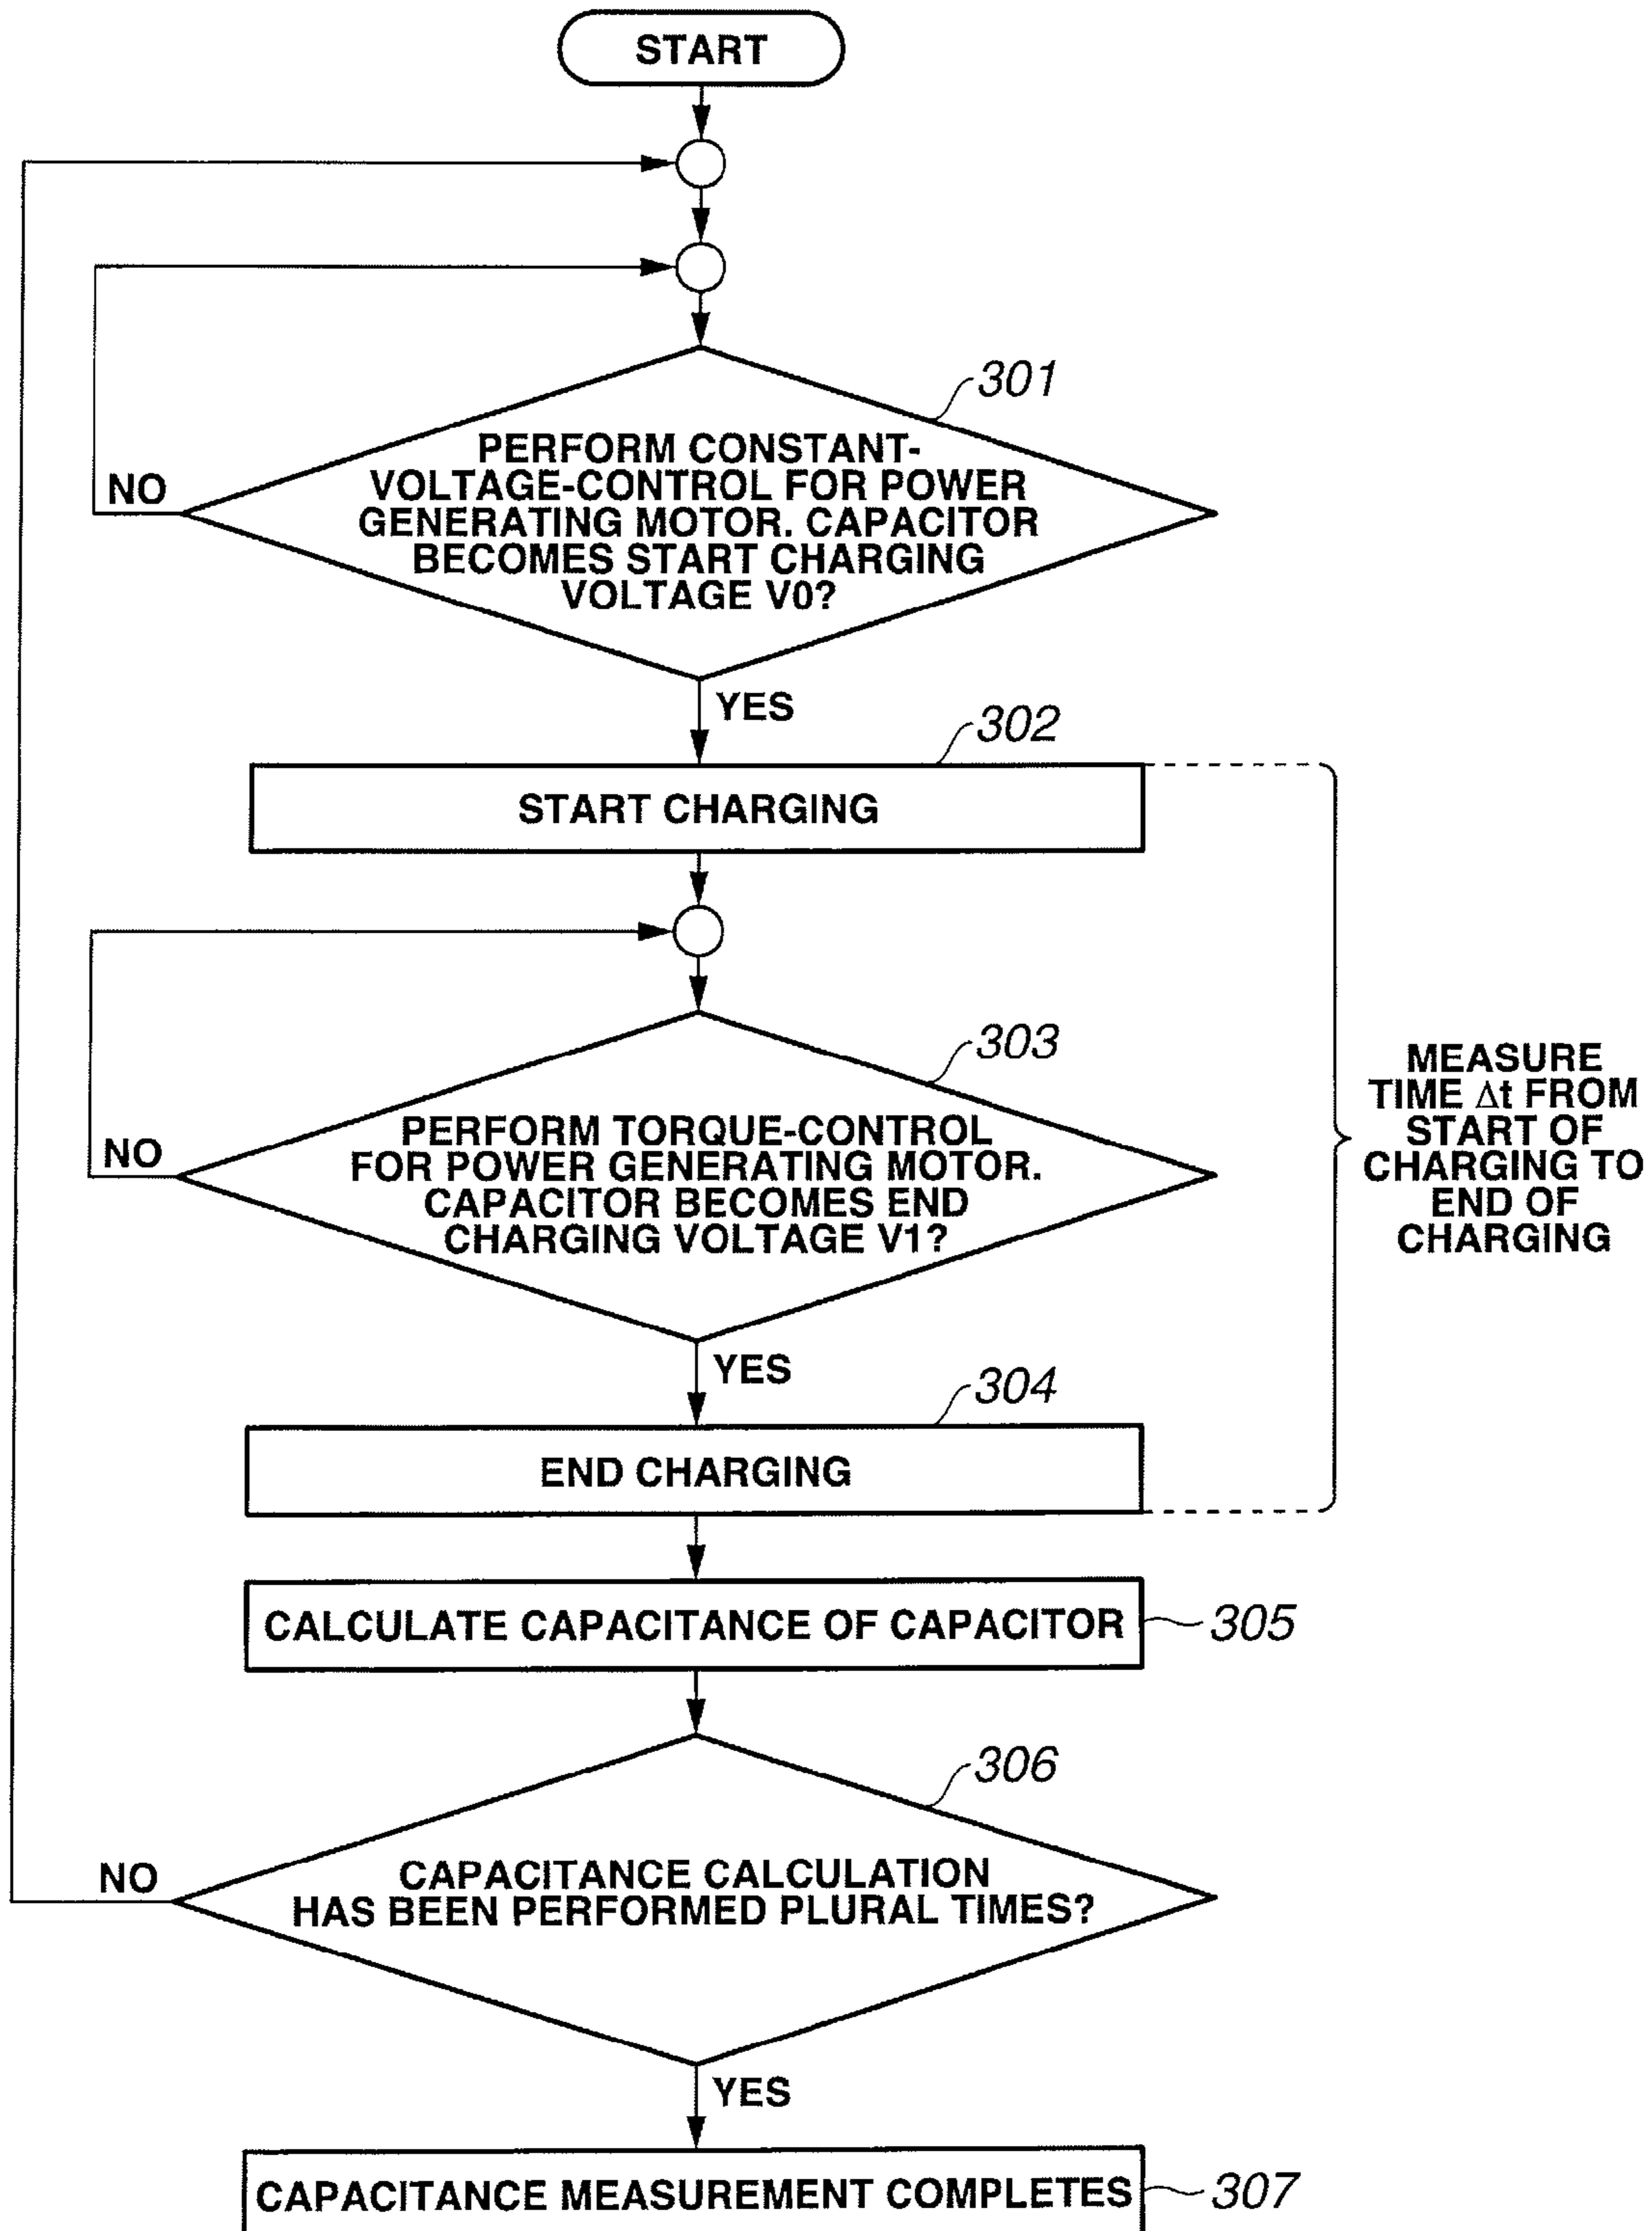 START
301
PERFORM CONSTANT-
VOLTAGE-CONTROL FOR POWER
GENERATING MOTOR. CAPACITOR
BECOMES START CHARGING
VOLTAGE V0?
NO
YES
302
START CHARGING
303
PERFORM TORQUE-CONTROL
FOR POWER GENERATING MOTOR.
CAPACITOR BECOMES END
CHARGING VOLTAGE V1?
NO
MEASURE
TIME Δt FROM
START OF
CHARGING TO
END OF
CHARGING
YES
304
END CHARGING
CALCULATE CAPACITANCE OF CAPACITOR
305
306
CAPACITANCE CALCULATION
HAS BEEN PERFORMED PLURAL TIMES?
NO
YES
CAPACITANCE MEASUREMENT COMPLETES
307